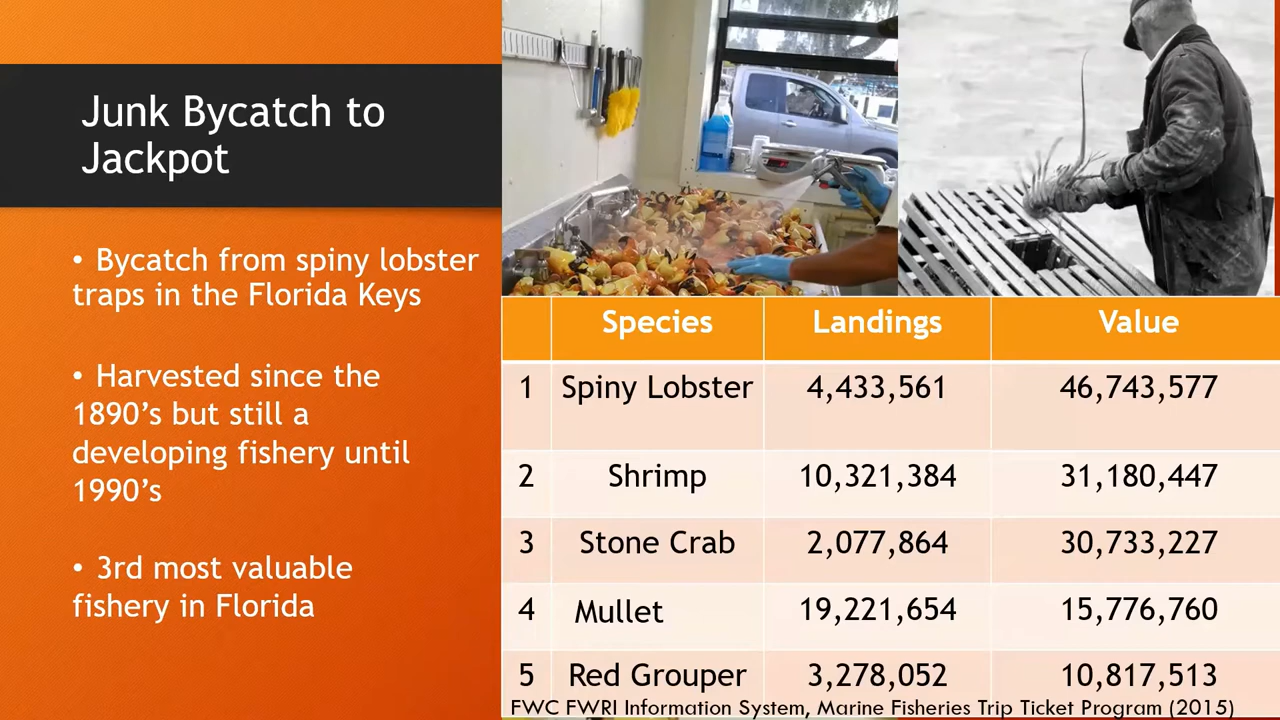 Junk Bycatch to
Jackpot
• Bycatch from spiny lobster
traps in the Florida Keys
• Harvested since the
1890’s but still a
developing fishery until
1990’s
• 3rd most valuable
fishery in Florida
Species Landings Value
1 Spiny Lobster 4,433,561 46,743,577
2 Shrimp 10,321,384 31,180,447
3 Stone Crab 2,077,864 30,733,227
4 Mullet 19,221,654 15,776,760
5 Red Grouper 3,278,052 10,817,513
FWC FWRI Information System, Marine Fisheries Trip Ticket Program (2015)